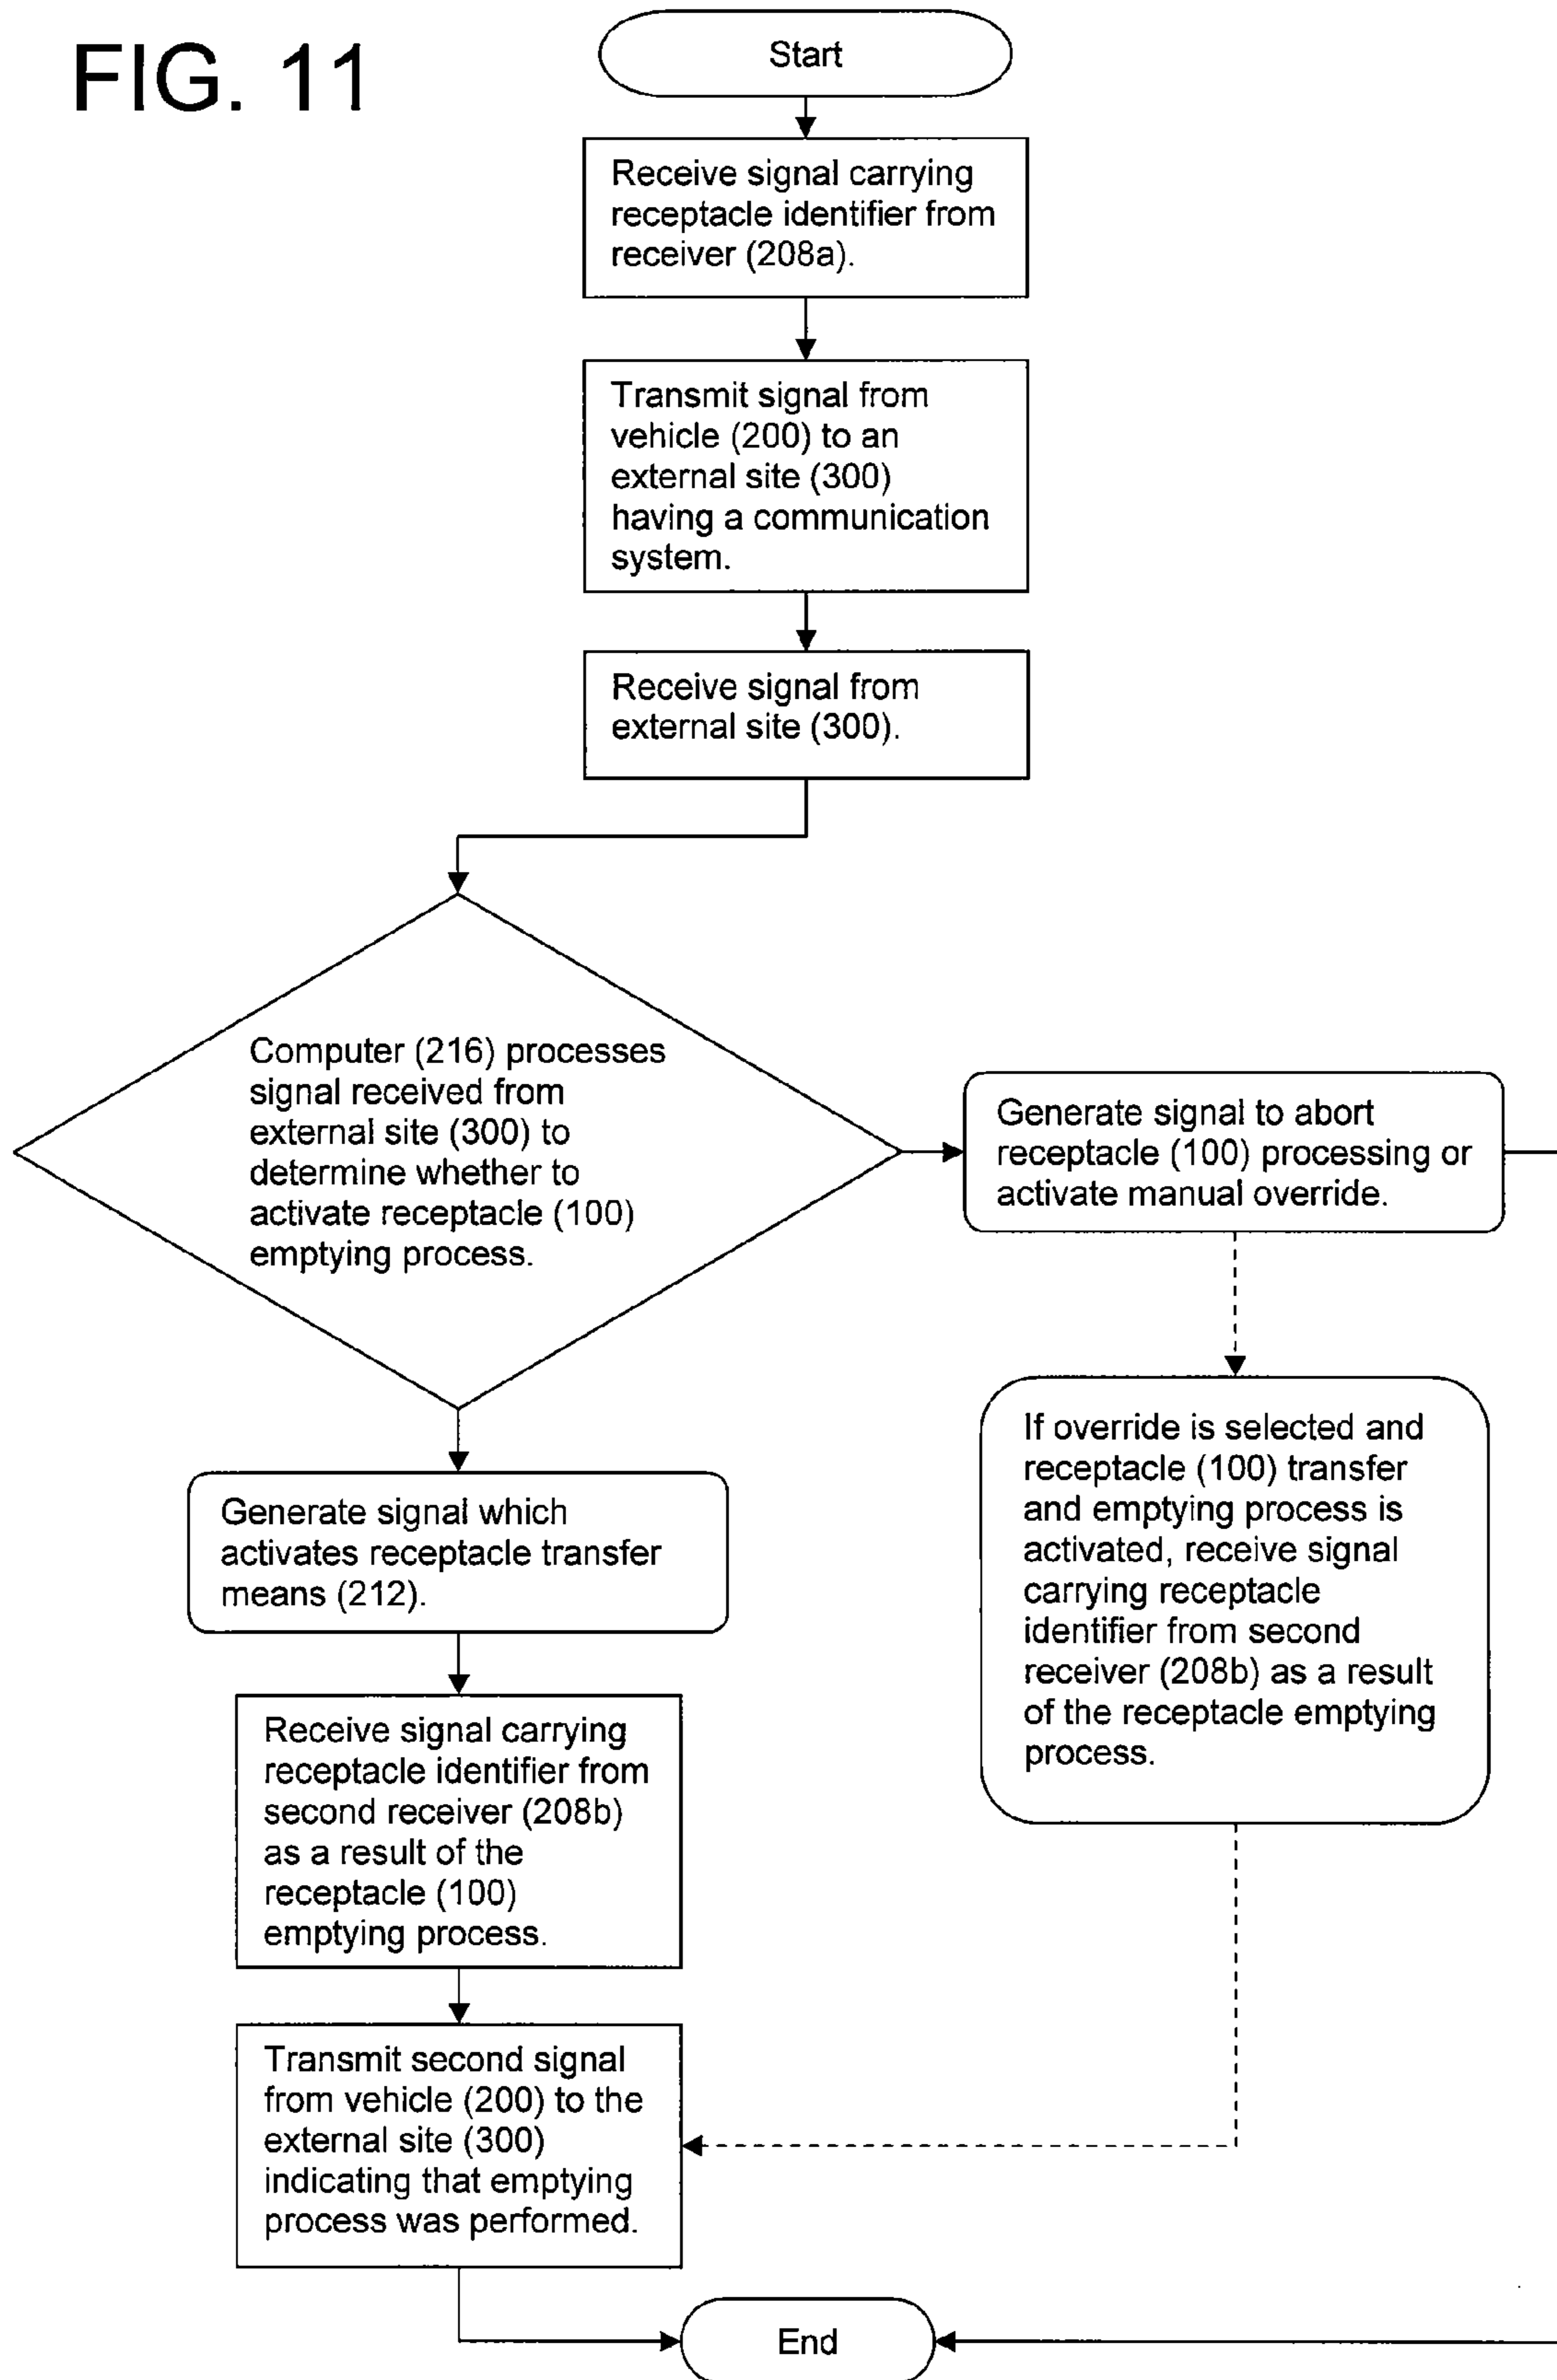 FIG. 11
Start
Receive signal carrying
receptacle identifier from
receiver (208a).
Transmit signal from
vehicle (200) to an
external site (300)
having a communication
system.
Receive signal from
external site (300).
Computer (216) processes
signal received from
external site (300) to
determine whether to
activate receptacle (100)
emptying process.
Generate signal to abort
receptacle (100) processing or
activate manual override.
If override is selected and
receptacle (100) transfer
and emptying process is
activated, receive signal
carrying receptacle
identifier from second
receiver (208b) as a result
of the receptacle emptying
process.
Generate signal which
activates receptacle transfer
means (212).
Receive signal carrying
receptacle identifier from
second receiver (208b)
as a result of the
receptacle (100)
emptying process.
Transmit second signal
from vehicle (200) to the
external site (300)
indicating that emptying
process was performed.
End